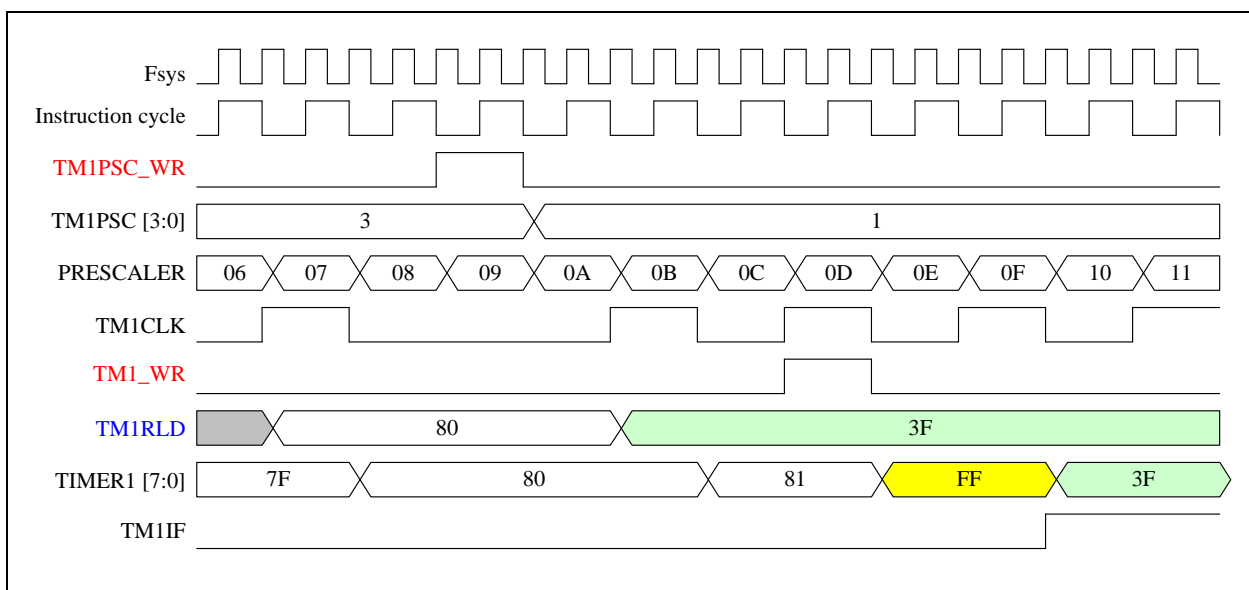 Fsys
Instruction cycle
TM1PSC_WR
TM1PSC [3:0] 3 1
PRESCALER 06 07 08 09 0A 0B 0C 0D 0E 0F 10 11
TM1CLK
TM1_WR
TM1RLD 80 3F
TIMER1 [7:0] 7F 80 81 FF 3F
TM1IF